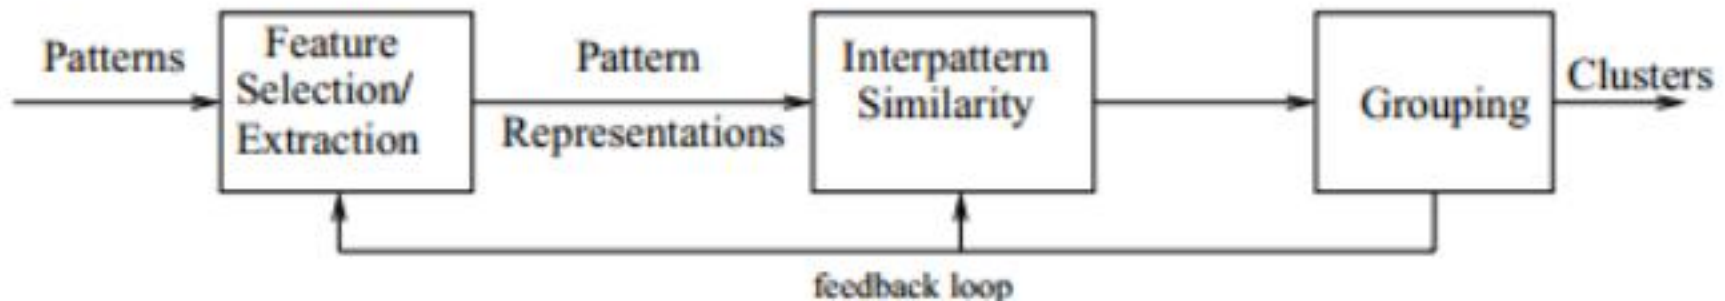 Patterns
Feature
Selection/
Extraction
Pattern
Representations
Interpattern
Similarity
Grouping
Clusters
feedback loop